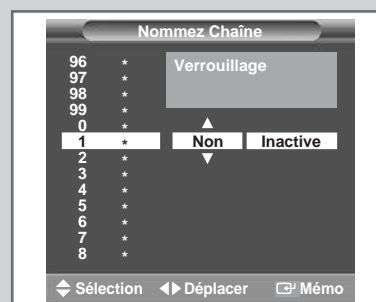 Nommez Chaîne
96 *
97 * Verrouillage
98 *
99 *
0 * ▲
1 * Non Inactive
2 * ▼
3 *
4 *
5 *
6 *
7 *
8 *
Sélection Déplacer Mémo